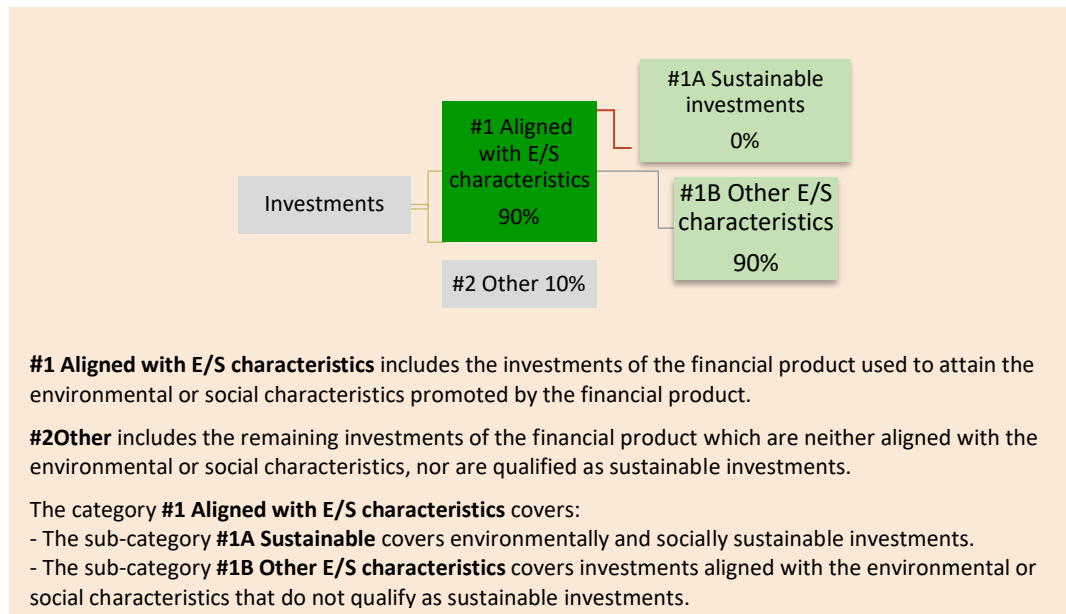 #1A Sustainable
investments
0%
#1 Aligned
with E/S
characteristics
90%
Investments
#1B Other E/S
characteristics
90%
#2 Other 10%
#1 Aligned with E/S characteristics includes the investments of the financial product used to attain the
environmental or social characteristics promoted by the financial product.
#2Other includes the remaining investments of the financial product which are neither aligned with the
environmental or social characteristics, nor are qualified as sustainable investments.
The category #1 Aligned with E/S characteristics covers:
- The sub-category #1A Sustainable covers environmentally and socially sustainable investments.
- The sub-category #1B Other E/S characteristics covers investments aligned with the environmental or
social characteristics that do not qualify as sustainable investments.